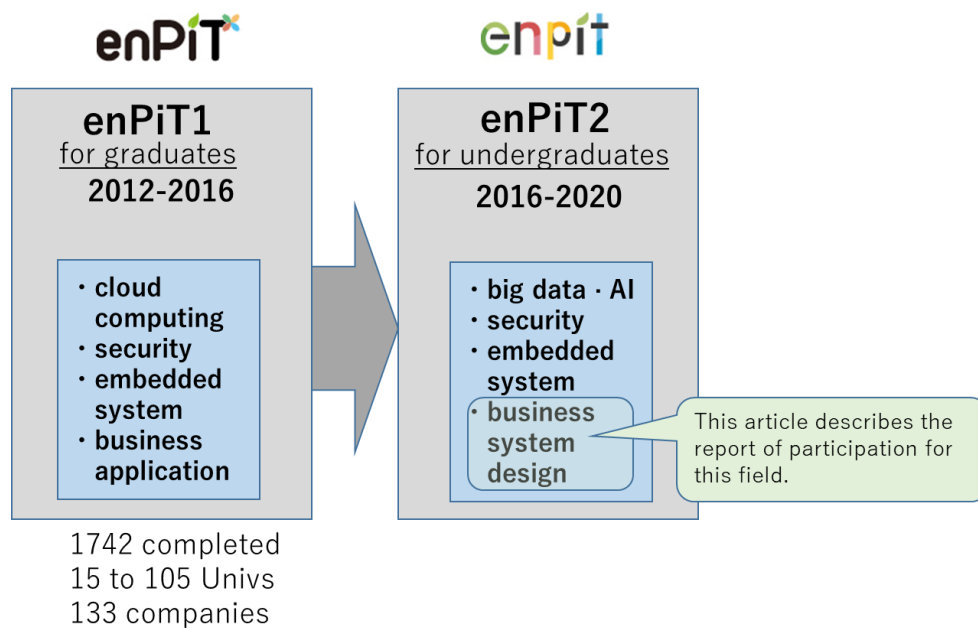 enPiT
enPiT1
for graduates
2012-2016
・cloud
computing
・security
・embedded
system
・business
application
1742 completed
15 to 105 Univs
133 companies
enpit
enPiT2
for undergraduates
2016-2020
・big data・AI
・security
・embedded
system
・business
system
design
This article describes the
report of participation for
this field.